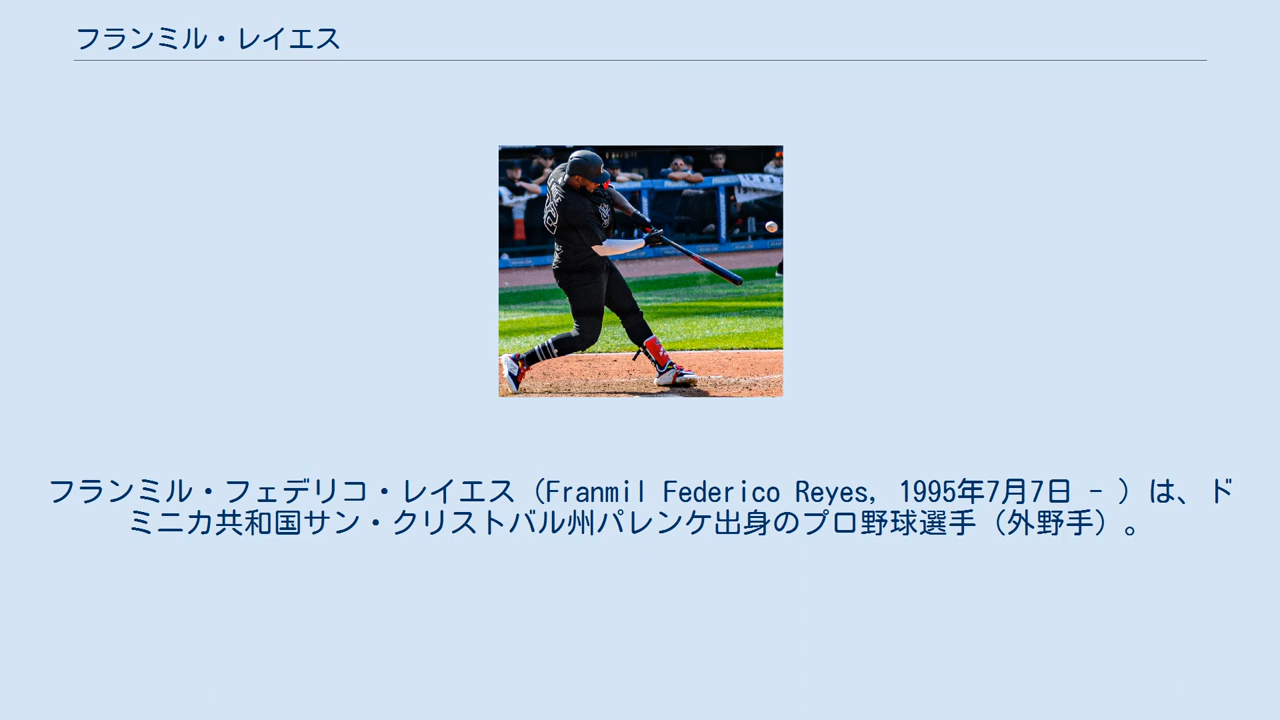 フランミル・レイエス
フランミル・フェデリコ・レイエス（Franmil Federico Reyes, 1995年7月7日 - ）は、ド
ミニカ共和国サン・クリストバル州パレンケ出身のプロ野球選手（外野手）。